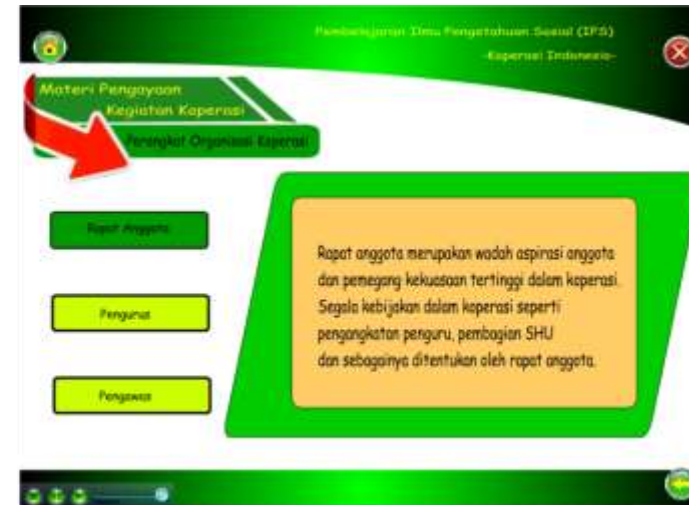 Pembelajaran Ilmu Pengetahuan Sosial (IPS)
-Koperasi Indonesia-
Materi Pengayaan
Kegiatan Koperasi
Perangkat Organisasi Koperasi
Rapat Anggota
Pengurus
Pengawas
Rapat anggota merupakan wadah aspirasi anggota
dan pemegang kekuasaan tertinggi dalam koperasi.
Segala kebijakan dalam koperasi seperti
pengangkatan penguru, pembagian SHU
dan sebagainya ditentukan oleh rapat anggota.